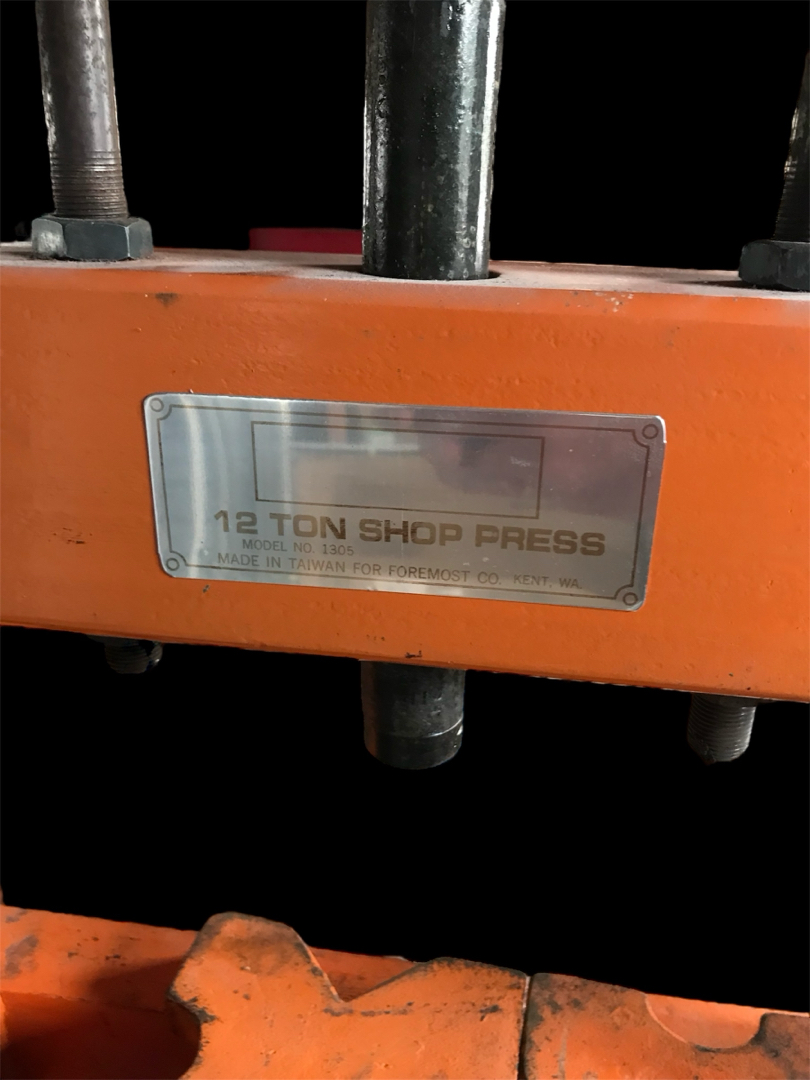 12 TON SHOP PRESS
MODEL NO. 1305
MADE IN TAIWAN FOR FOREMOST CO. KENT, WA.